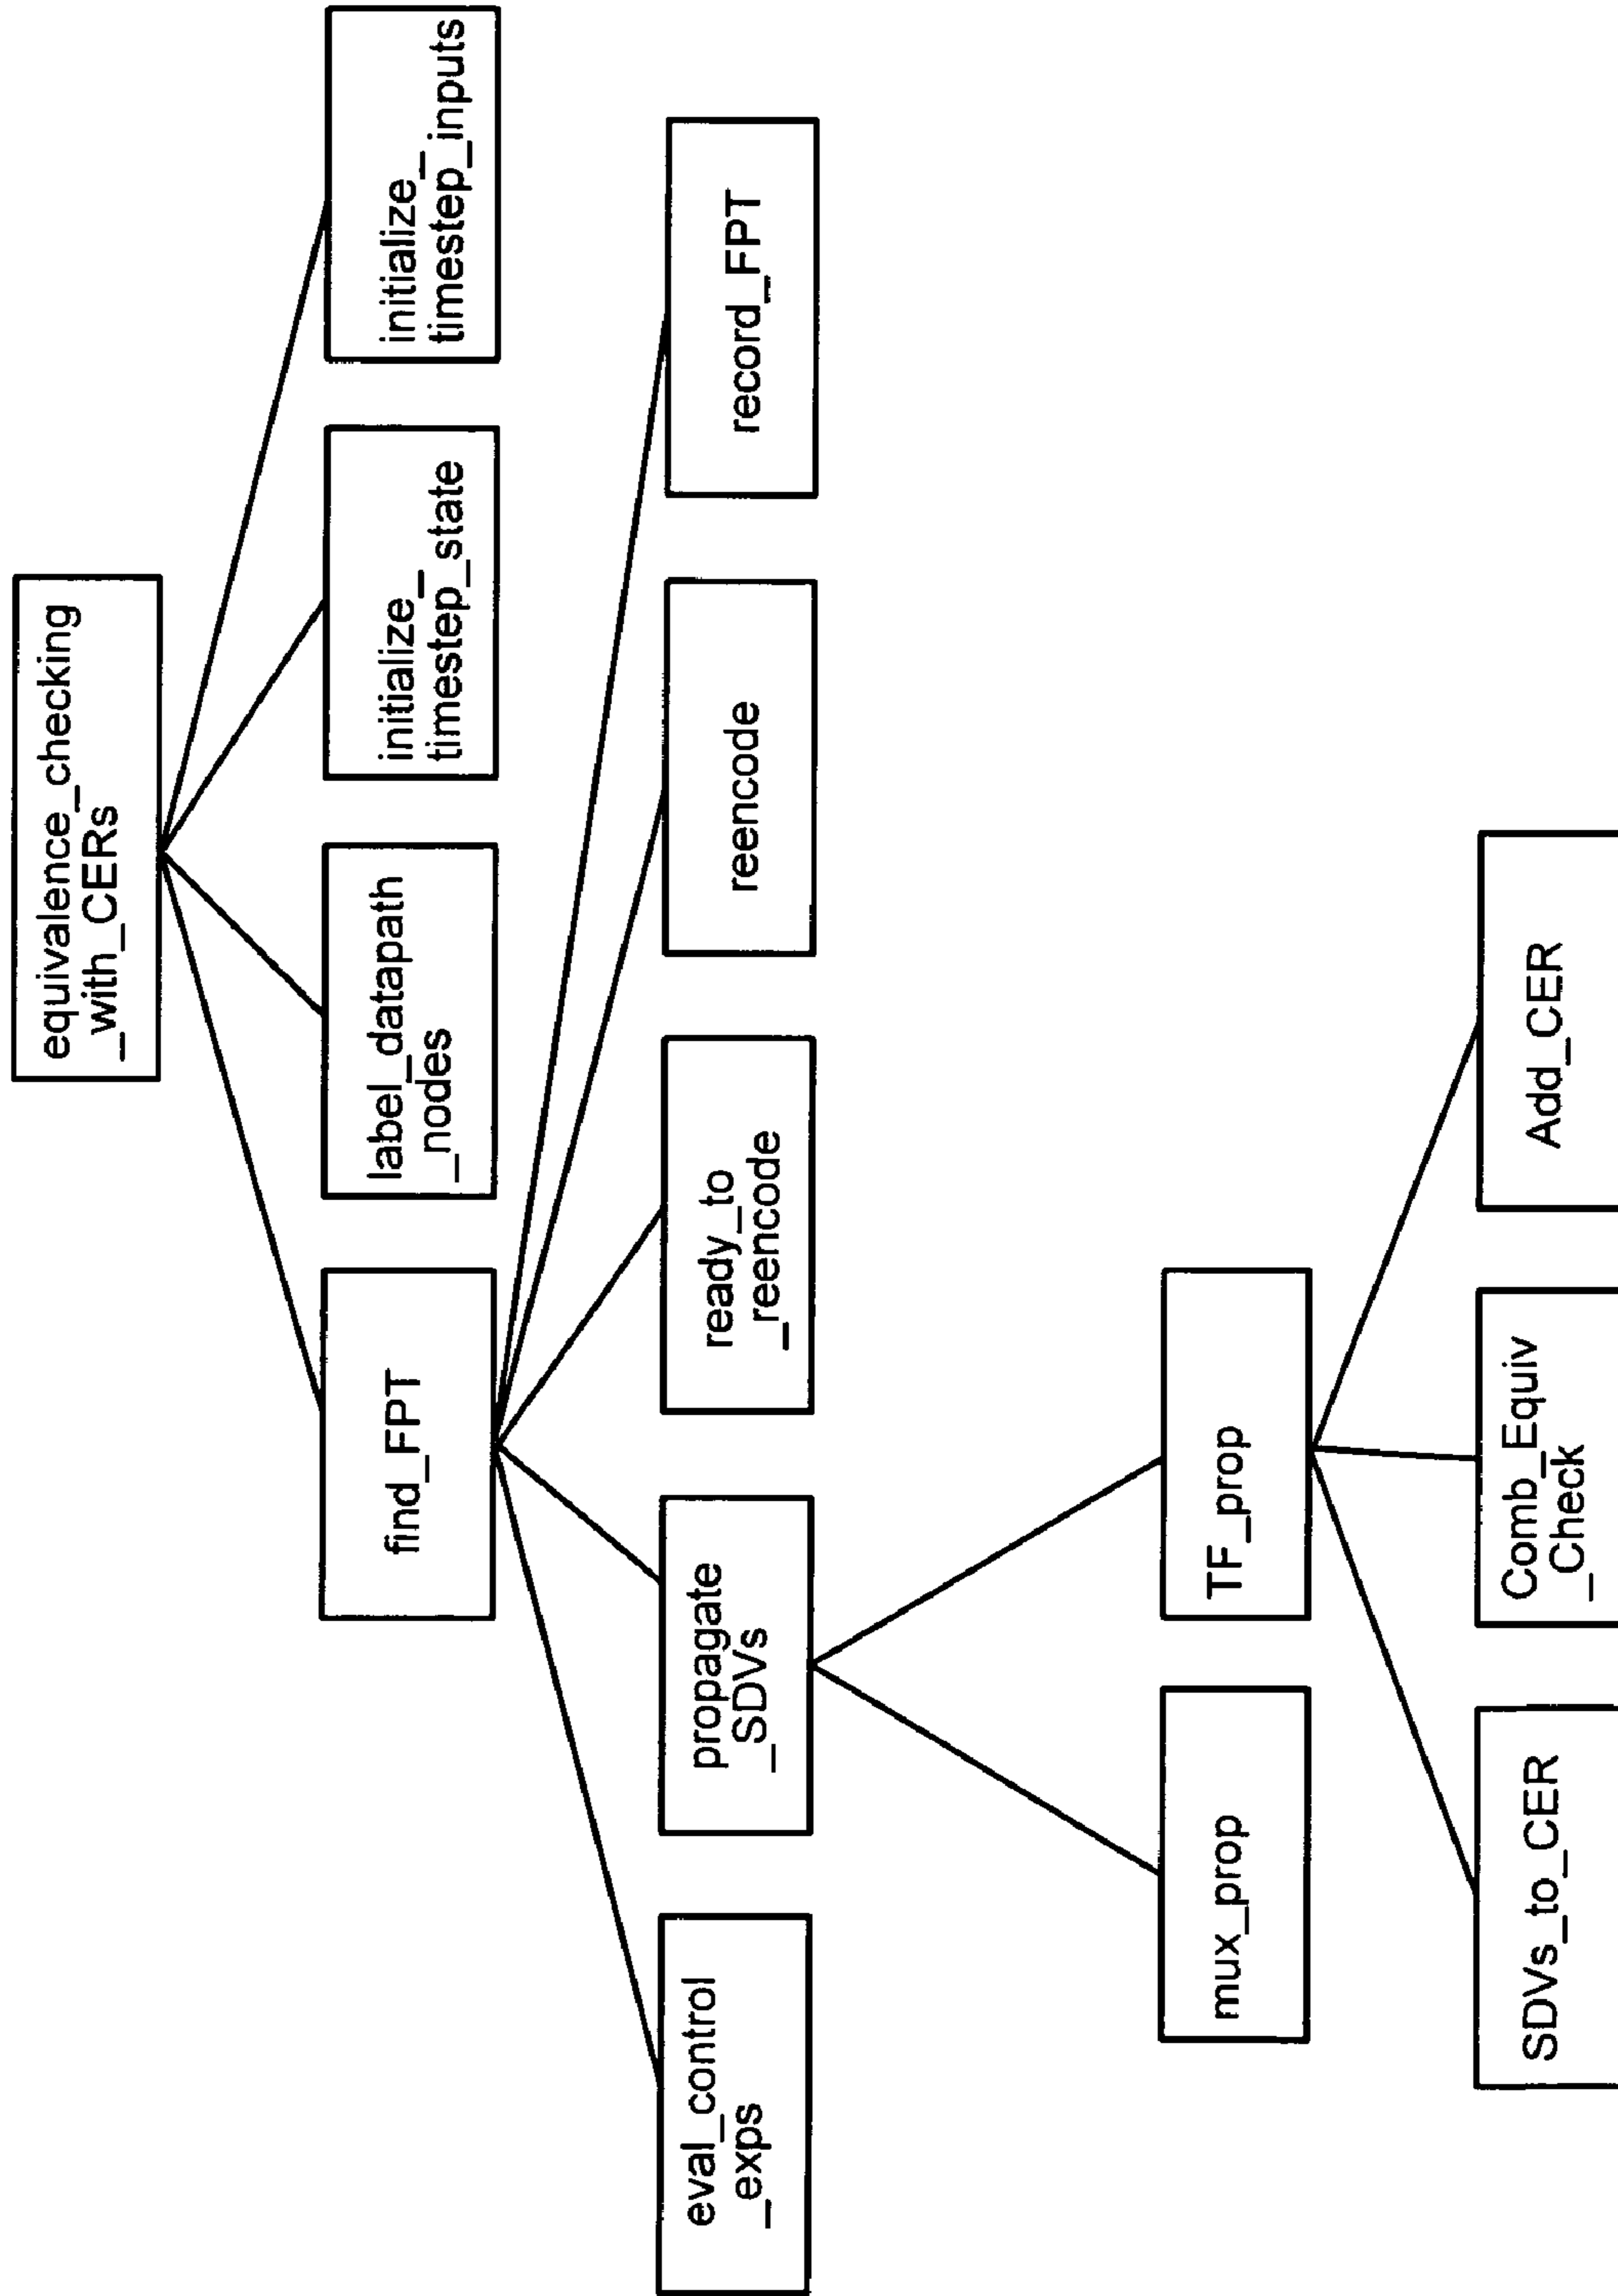 equivalence_checking
_with_CERs
find_FPT
label_datapath
_nodes
initialize_
timestep_state
initialize_
timestep_inputs
eval_control
_exps
propagate
_SDVs
ready_to
_reencode
reencode
record_FPT
mux_prop
TF_prop
SDVs_to_CER
Comb_Equiv
_Check
Add_CER